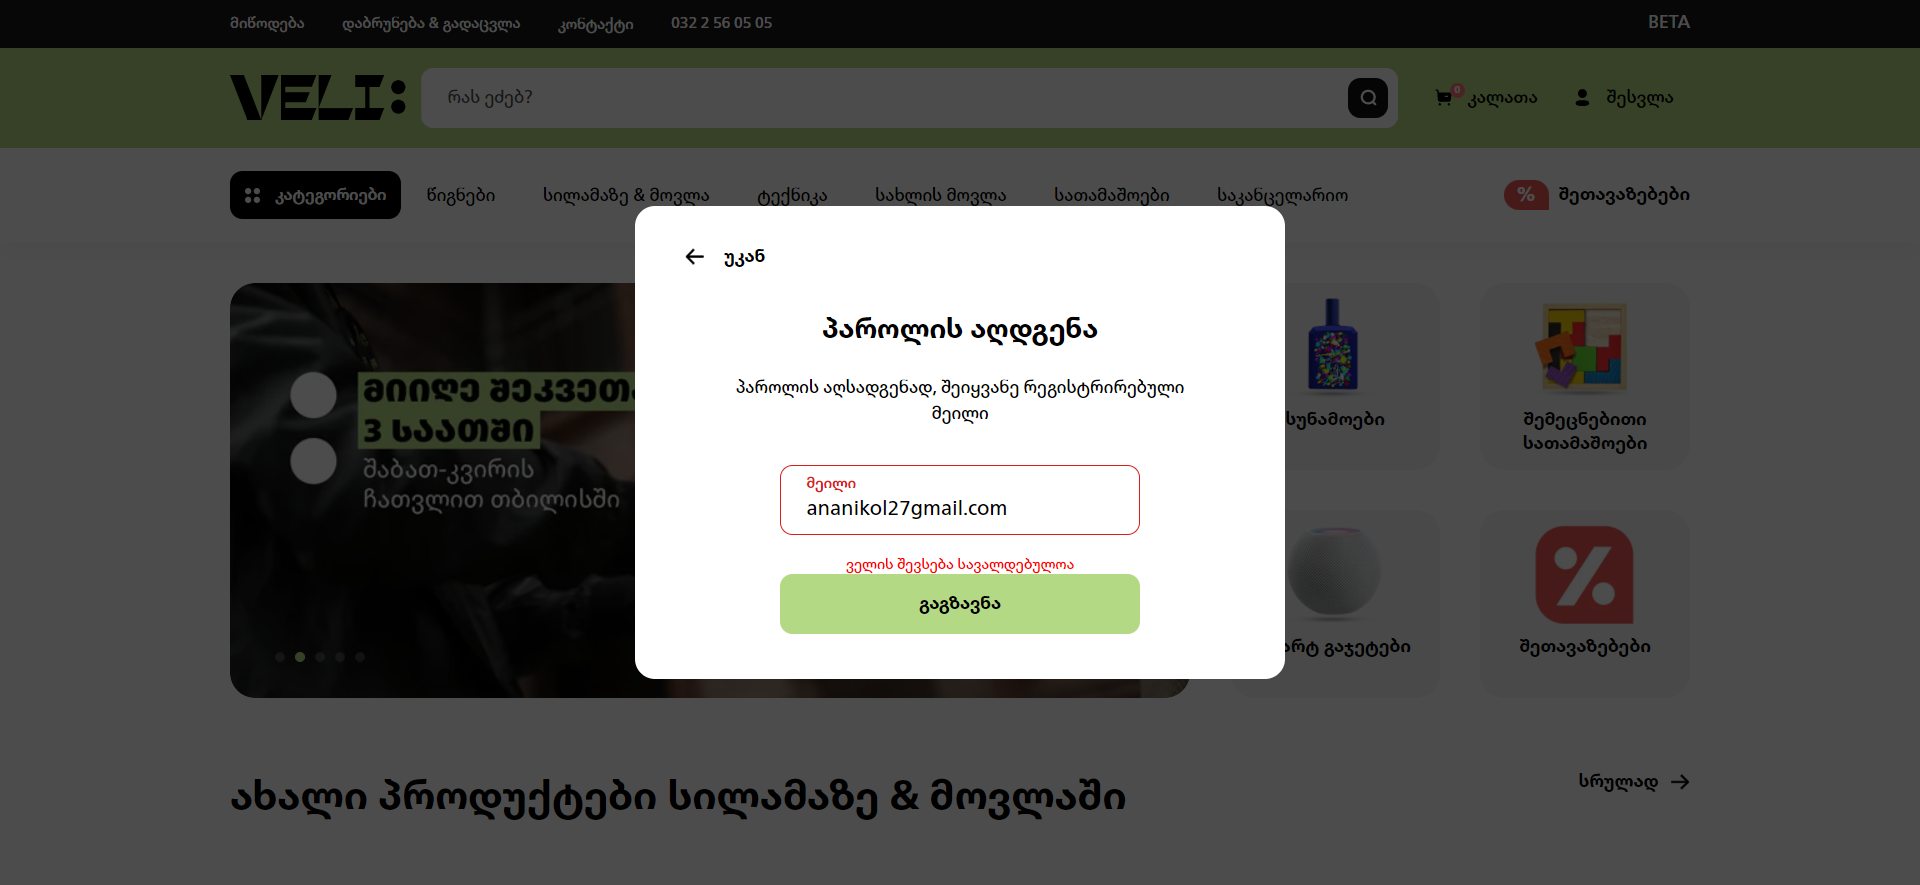 მიწოდება
დაბრუნება & გადაცვლა
კონტაქტი
032 2 56 05 05
BETA
VELI:
რას ეძებ?
0
კალათა
შესვლა
კატეგორიები
წიგნები
სილამაზე & მოვლა
ტექნიკა
სახლის მოვლა
სათამაშოები
საკანცელარიო
%
შეთავაზებები
უკან
პაროლის აღდგენა
პაროლის აღსადგენად, შეიყვანე რეგისტრირებული
მეილი
მეილი
ananikol27gmail.com
ველის შევსება სავალდებულოა
გაგზავნა
მიიღე შეკვეთა
3 საათში
შაბათ-კვირის
ჩათვლით თბილისში
სუნამოები
შემეცნებითი
სათამაშოები
არტ გაჯეტები
შეთავაზებები
ახალი პროდუქტები სილამაზე & მოვლაში
სრულად